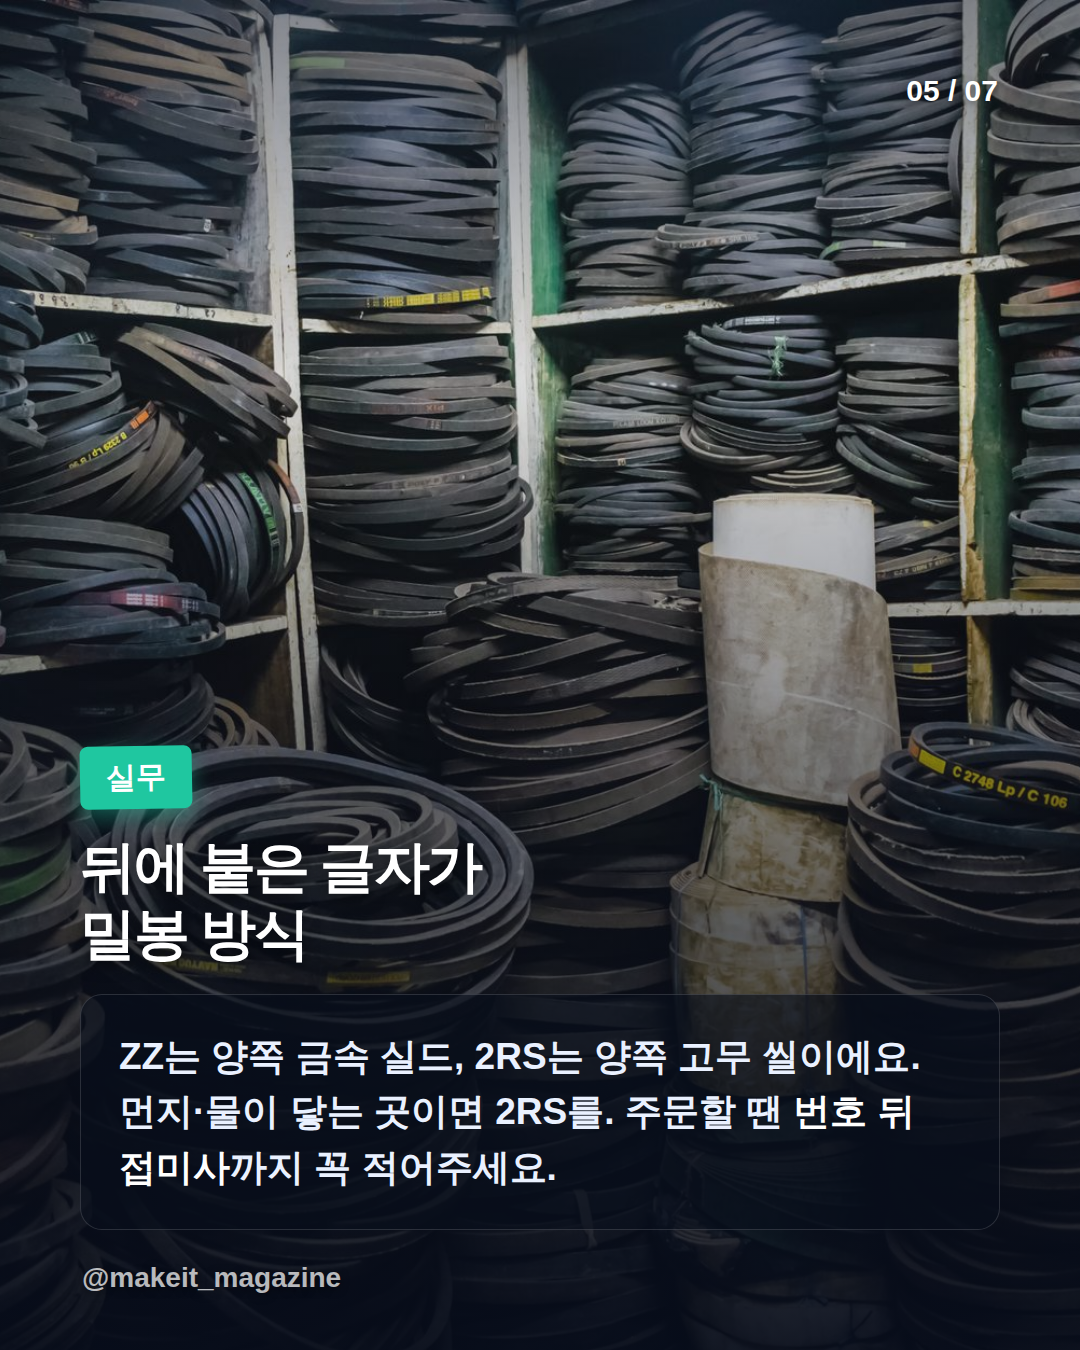 05 / 07
C 2748 Lp / C 106
실무
뒤에 붙은 글자가
밀봉 방식
ZZ는 양쪽 금속 실드, 2RS는 양쪽 고무 씰이에요.
먼지·물이 닿는 곳이면 2RS를. 주문할 땐 번호 뒤
접미사까지 꼭 적어주세요.
@makeit_magazine